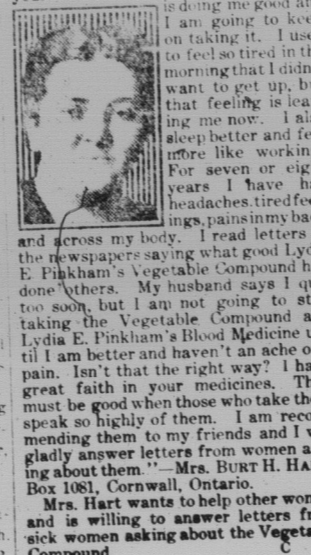 is doing me good a
I am going to kee
on taking it. I use
to feel so tired in th
morning that I didn
want to get up, b
that feeling is lea
ing me now. I al
sleep better and fe
more like workin
For seven or eig
years I have h
headaches, tired fee
ings, pains in my ba
and across my body. I read letters
the newspapers saying what good Lyd
E Pinkham's Vegetable Compound h
done others. My husband says I q
too soon, but I am not going to st
taking the Vegetable Compound a
Lydia E. Pinkham's Blood Medicine u
til I am better and haven't an ache o
pain. Isn't that the right way? I ha
great faith in your medicines. Th
must be good when those who take the
speak so highly of them. I am reco
mending them to my friends and I w
gladly answer letters from women a
ing about them."—Mrs. BURT H. HA
Box 1081, Cornwall, Ontario.
Mrs. Hart wants to help other wom
and is willing to answer letters fr
sick women asking about the Vegeta
Compound